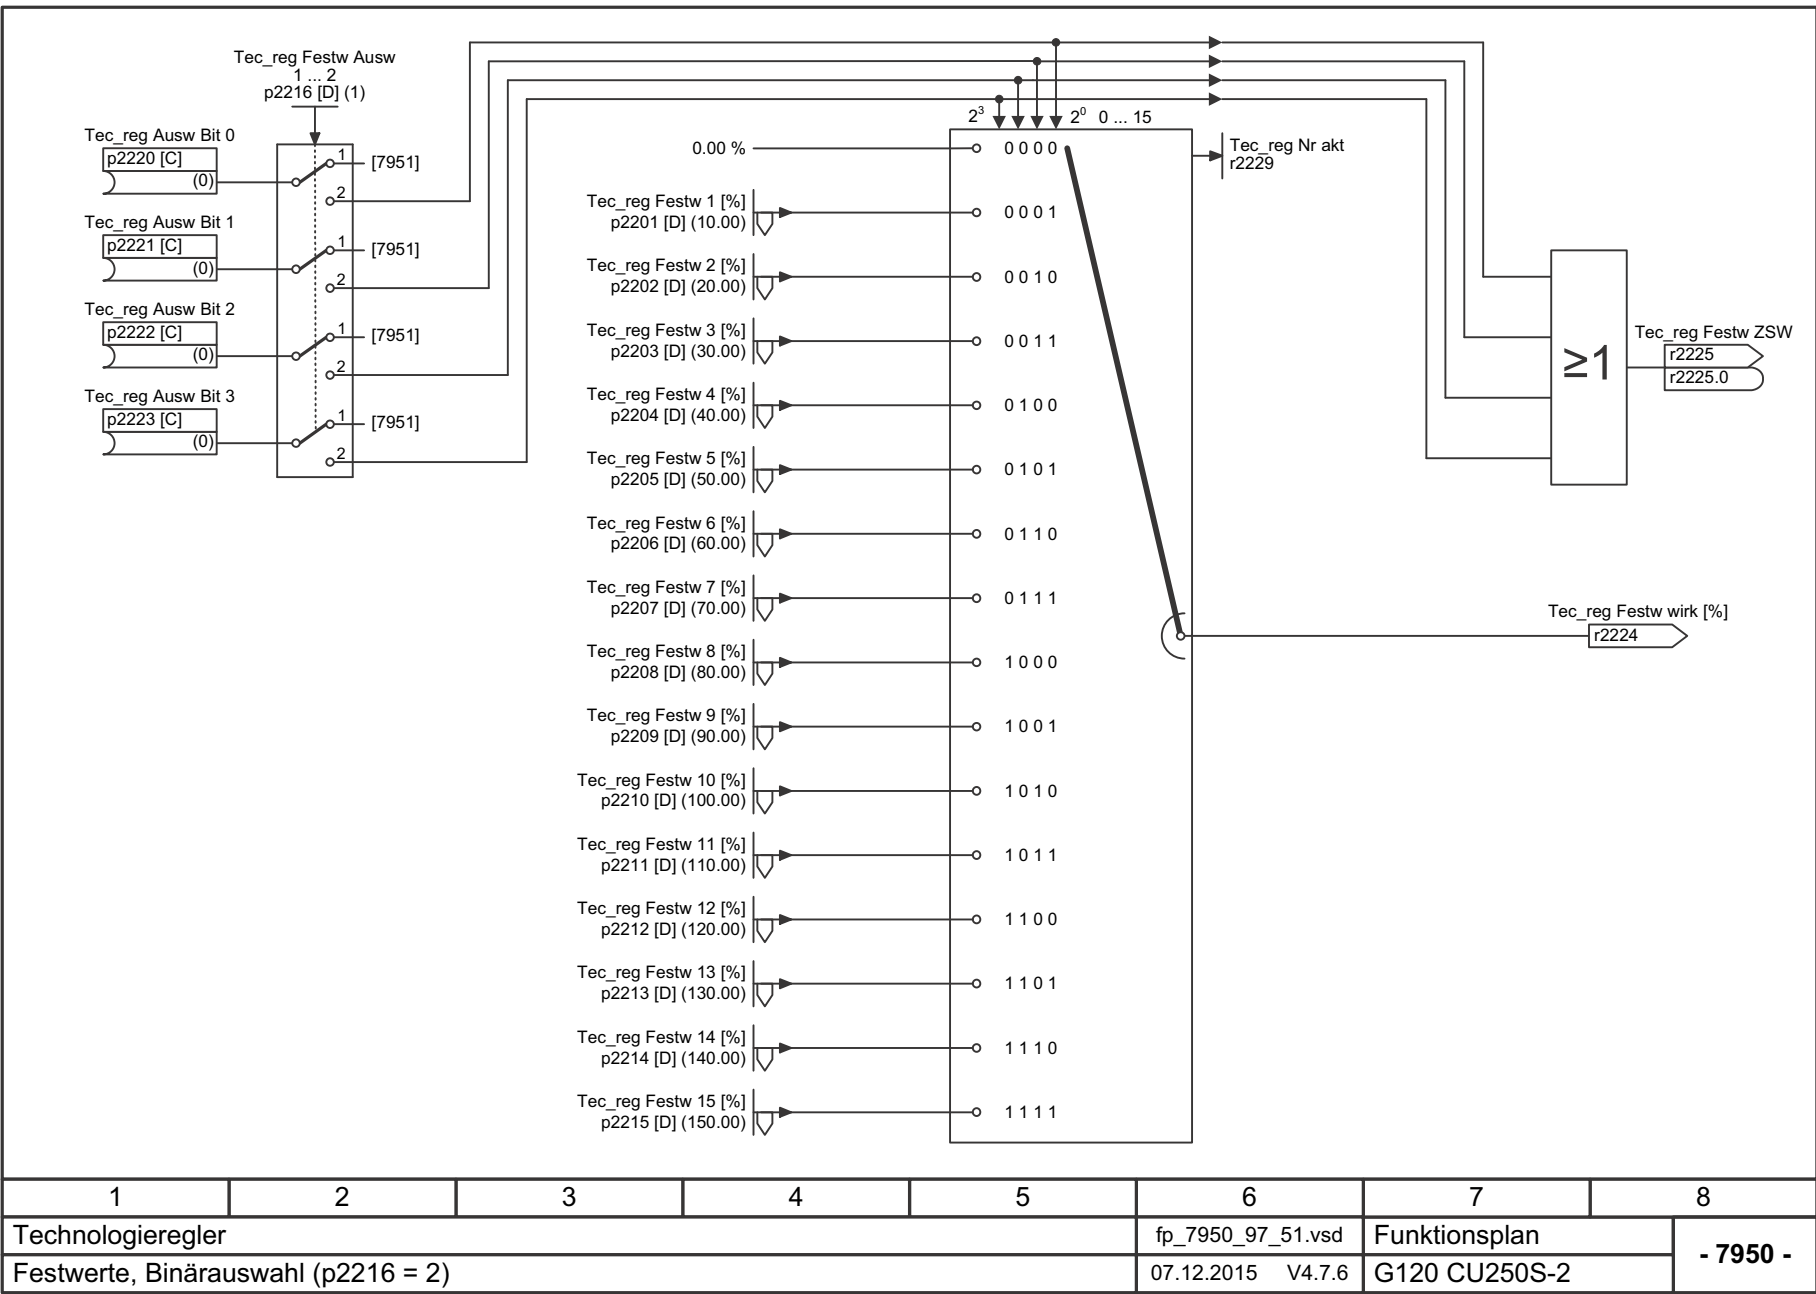 Tec_reg Festw Ausw
1 ... 2
p2216 [D] (1)
Tec_reg Ausw Bit 0
p2220 [C]
(0)
1
[7951]
2
Tec_reg Ausw Bit 1
p2221 [C]
(0)
1
[7951]
2
Tec_reg Ausw Bit 2
p2222 [C]
(0)
1
[7951]
2
Tec_reg Ausw Bit 3
p2223 [C]
(0)
1
[7951]
2
2³
2⁰ 0 ... 15
0.00 %
0 0 0 0
Tec_reg Nr akt
r2229
Tec_reg Festw 1 [%]
p2201 [D] (10.00)
0 0 0 1
Tec_reg Festw 2 [%]
p2202 [D] (20.00)
0 0 1 0
Tec_reg Festw 3 [%]
p2203 [D] (30.00)
0 0 1 1
Tec_reg Festw 4 [%]
p2204 [D] (40.00)
0 1 0 0
Tec_reg Festw 5 [%]
p2205 [D] (50.00)
0 1 0 1
Tec_reg Festw 6 [%]
p2206 [D] (60.00)
0 1 1 0
Tec_reg Festw 7 [%]
p2207 [D] (70.00)
0 1 1 1
Tec_reg Festw 8 [%]
p2208 [D] (80.00)
1 0 0 0
Tec_reg Festw 9 [%]
p2209 [D] (90.00)
1 0 0 1
Tec_reg Festw 10 [%]
p2210 [D] (100.00)
1 0 1 0
Tec_reg Festw 11 [%]
p2211 [D] (110.00)
1 0 1 1
Tec_reg Festw 12 [%]
p2212 [D] (120.00)
1 1 0 0
Tec_reg Festw 13 [%]
p2213 [D] (130.00)
1 1 0 1
Tec_reg Festw 14 [%]
p2214 [D] (140.00)
1 1 1 0
Tec_reg Festw 15 [%]
p2215 [D] (150.00)
1 1 1 1
≥1
Tec_reg Festw ZSW
r2225
r2225.0
Tec_reg Festw wirk [%]
r2224
1 2 3 4 5 6 7 8
Technologieregler
fp_7950_97_51.vsd
Funktionsplan
- 7950 -
Festwerte, Binärauswahl (p2216 = 2)
07.12.2015 V4.7.6
G120 CU250S-2